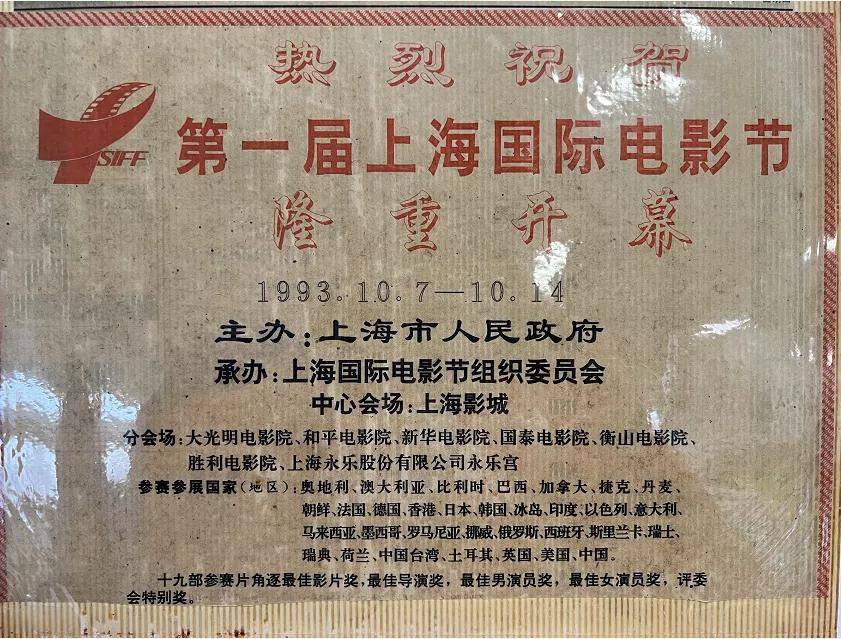 热烈祝贺
SIFF
第一届上海国际电影节
隆重开幕
1993.10.7—10.14
主办:上海市人民政府
承办:上海国际电影节组织委员会
中心会场:上海影城
分会场:大光明电影院、和平电影院、新华电影院、国泰电影院、衡山电影院、
胜利电影院、上海永乐股份有限公司永乐宫
参赛参展国家(地区):奥地利、澳大利亚、比利时、巴西、加拿大、捷克、丹麦、
朝鲜、法国、德国、香港、日本、韩国、冰岛、印度、以色列、意大利、
马来西亚、墨西哥、罗马尼亚、挪威、俄罗斯、西班牙、斯里兰卡、瑞士、
瑞典、荷兰、中国台湾、土耳其、英国、美国、中国。
十九部参赛片角逐最佳影片奖,最佳导演奖,最佳男演员奖,最佳女演员奖,评委
会特别奖。